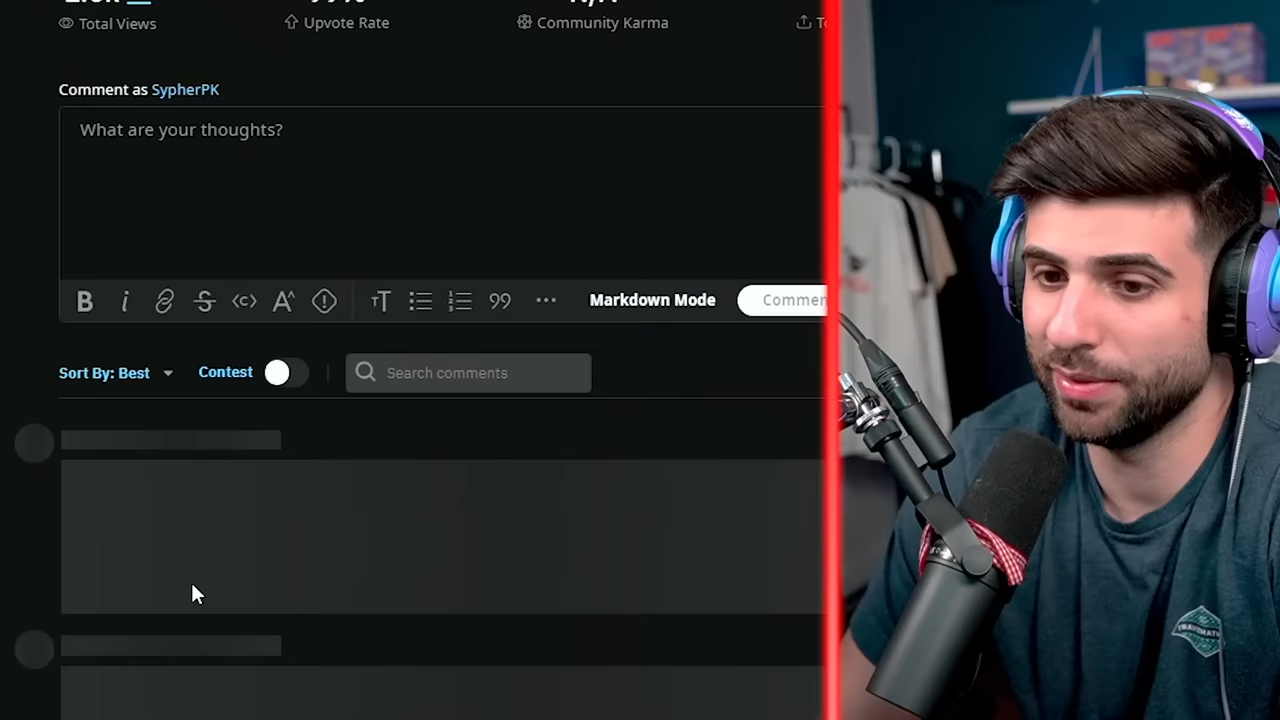 Total Views
Upvote Rate
N/A
Community Karma
Comment as SypherPK
What are your thoughts?
B i Markdown Mode Commen
Sort By: Best
Contest
Search comments